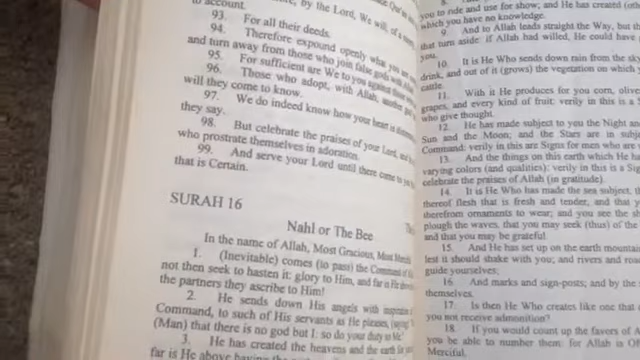 by the Lord, We will, of a
to account.
93. For all their deeds.
94. Therefore expound openly what you are
and turn away from those who join false gods with Allah.
95. For sufficient are We to you against those
96. Those who adopt, with Allah, another
will they come to know.
97. We do indeed know how your heart is
they say.
98. But celebrate the praises of your Lord, and
who prostrate themselves in adoration.
99. And serve your Lord until there come to you
that is Certain.
SURAH 16
Nahl or The Bee
In the name of Allah, Most Gracious, Most
1. (Inevitable) comes (to pass) the Command of
not then seek to hasten it: glory to Him, and far is He
the partners they ascribe to Him!
2. He sends down His angels with
Command, to such of His servants as He pleases,
(Man) that there is no god but I: so do your duty to Me.
3. He has created the heavens and the earth for
far is He above having the
8.
you to ride and use for show; and He has created
which you have no knowledge.
9. And to Allah leads straight the Way, but th
that turn aside: if Allah had willed, He could have
you.
10. It is He Who sends down rain from the sky
drink, and out of it (grows) the vegetation on which
cattle.
11. With it He produces for you corn, olive
grapes, and every kind of fruit: verily in this is a
who give thought.
12. He has made subject to you the Night an
Sun and the Moon; and the Stars are in subje
Command: verily in this are Signs for men who ar
13. And the things on this earth which He ha
varying colors (and qualities): verily in this is a Sig
celebrate the praises of Allah (in gratitude).
14. It is He Who has made the sea subject, t
thereof flesh that is fresh and tender, and that y
therefrom ornaments to wear; and you see the s
plough the waves, that you may seek (thus) of the
and that you may be grateful.
15. And He has set up on the earth mountain
lest it should shake with you; and rivers and road
guide yourselves;
16. And marks and sign-posts; and by the s
themselves.
17. Is then He Who creates like one that c
you not receive admonition?
18. If you would count up the favors of A
you be able to number them: for Allah is O
Merciful.